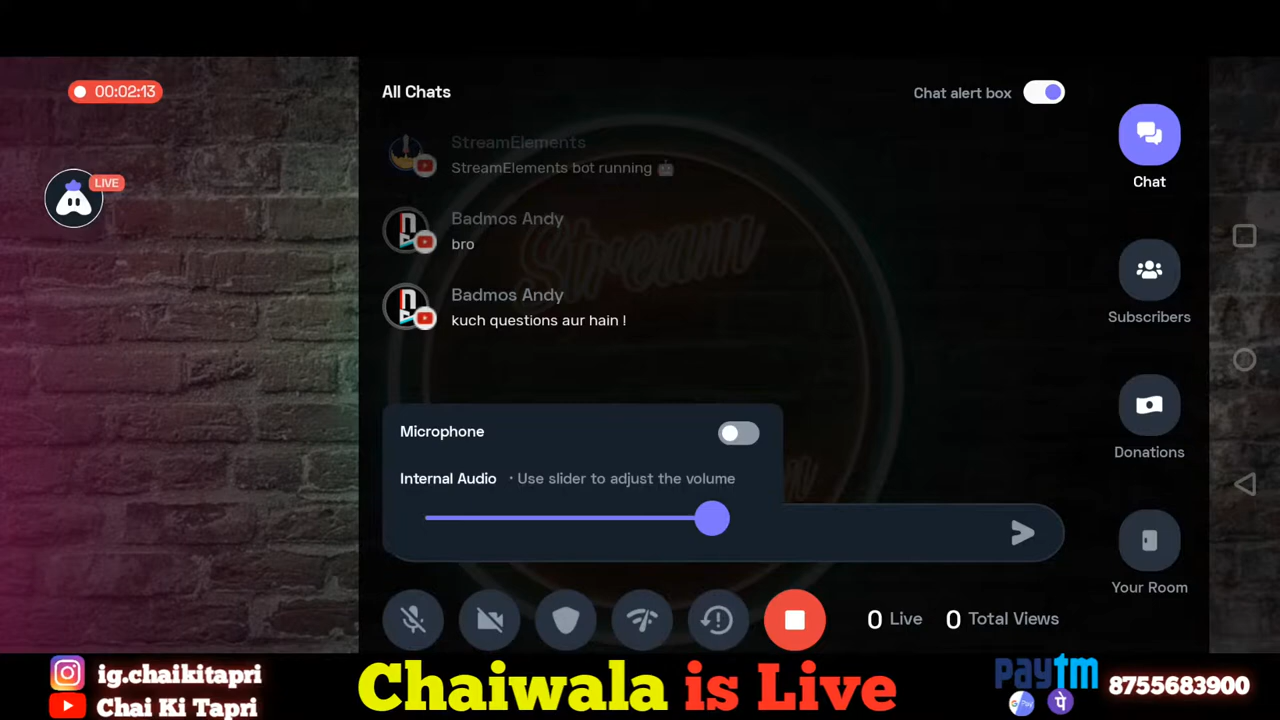 00:02:13
All Chats
Chat alert box
LIVE
StreamElements
StreamElements bot running 🤖
Chat
Badmos Andy
bro
Badmos Andy
kuch questions aur hain !
Subscribers
Stream
Microphone
Internal Audio · Use slider to adjust the volume
Donations
Your Room
0 Live 0 Total Views
ig.chaikitapri
Chai Ki Tapri
Chaiwala is Live
paytm
G Pay पे
8755683900